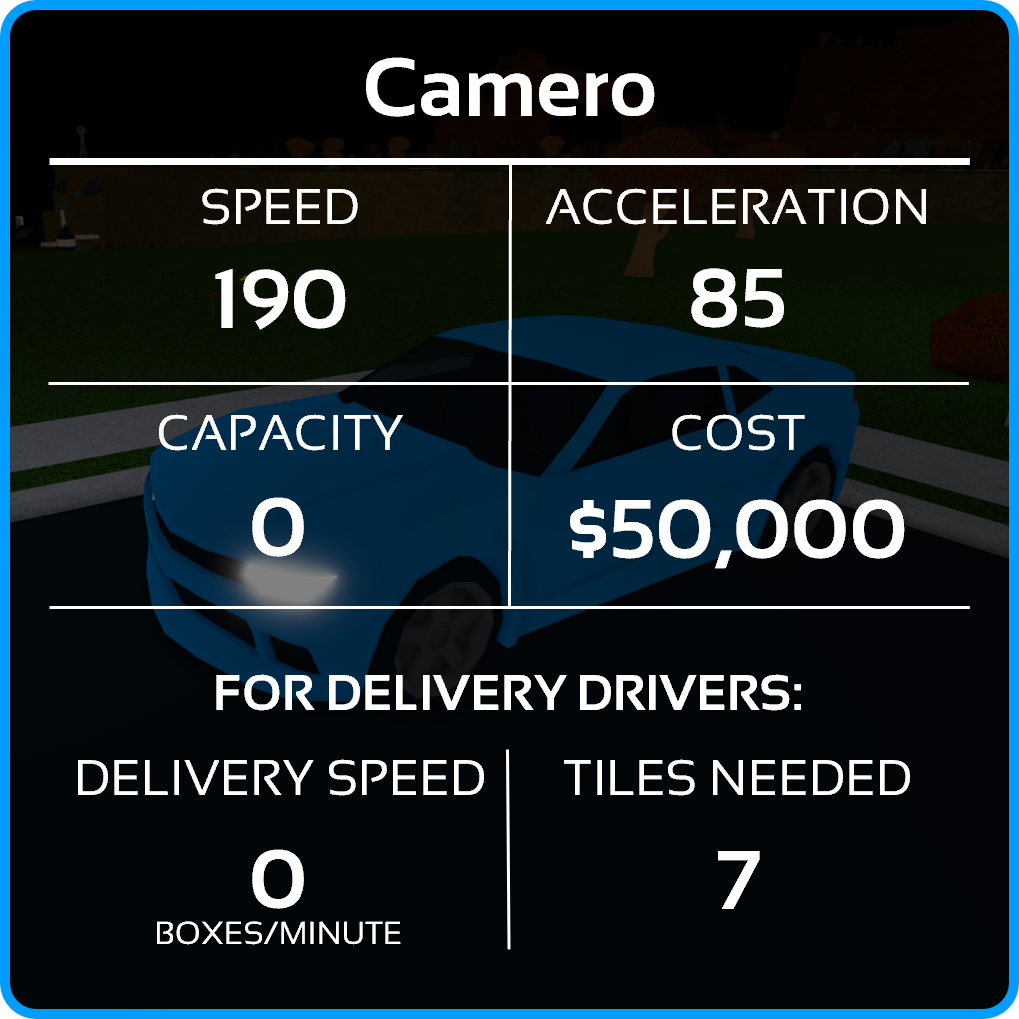 Camero
SPEED
ACCELERATION
190
85
CAPACITY
COST
0
$50,000
FOR DELIVERY DRIVERS:
DELIVERY SPEED
TILES NEEDED
0
7
BOXES/MINUTE